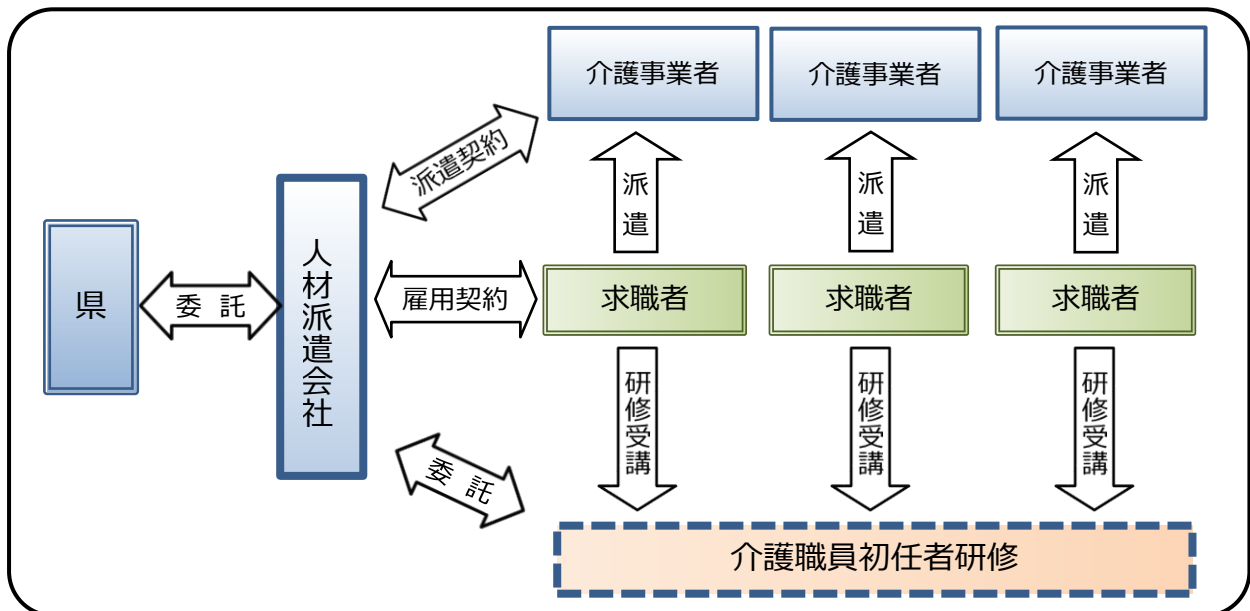 介護事業者
介護事業者
介護事業者
派遣契約
派遣
派遣
派遣
県
委託
人材派遣会社
雇用契約
求職者
求職者
求職者
研修受講
研修受講
研修受講
委託
介護職員初任者研修